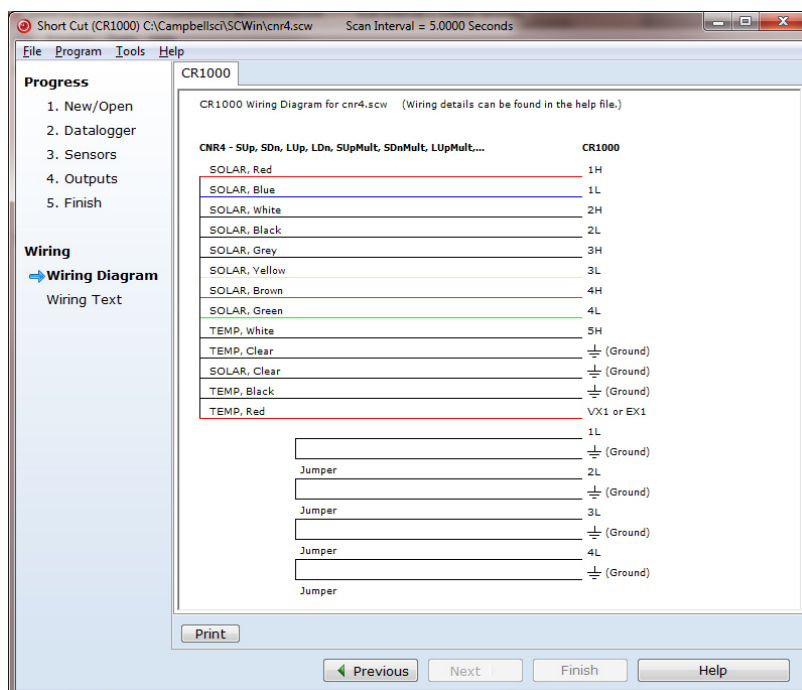 Short Cut (CR1000) C:\Campbellsci\SCWin\cnr4.scw Scan Interval = 5.0000 Seconds
File Program Tools Help
Progress
1. New/Open
2. Datalogger
3. Sensors
4. Outputs
5. Finish
Wiring
Wiring Diagram
Wiring Text
CR1000
CR1000 Wiring Diagram for cnr4.scw (Wiring details can be found in the help file.)
CNR4 - SUp, SDn, LUp, LDn, SUpMult, SDnMult, LUpMult,... CR1000
SOLAR, Red 1H
SOLAR, Blue 1L
SOLAR, White 2H
SOLAR, Black 2L
SOLAR, Grey 3H
SOLAR, Yellow 3L
SOLAR, Brown 4H
SOLAR, Green 4L
TEMP, White 5H
TEMP, Clear (Ground)
SOLAR, Clear (Ground)
TEMP, Black (Ground)
TEMP, Red VX1 or EX1
1L
(Ground)
Jumper 2L
(Ground)
Jumper 3L
(Ground)
Jumper 4L
(Ground)
Jumper
Print
Previous Next Finish Help